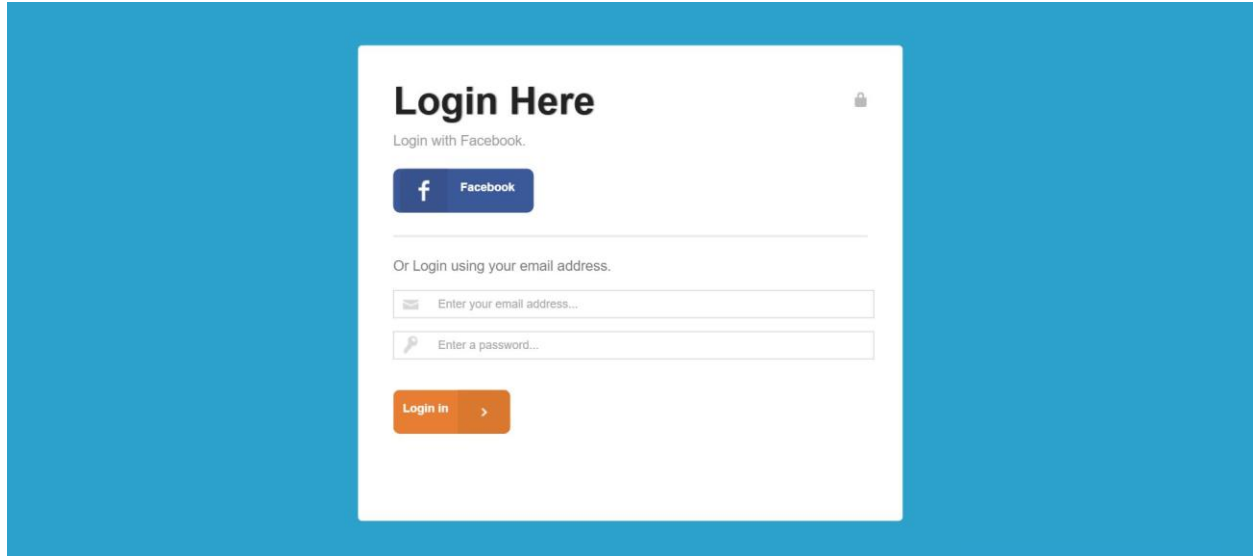 Login Here
Login with Facebook.
f Facebook
Or Login using your email address.
Enter your email address...
Enter a password...
Login in